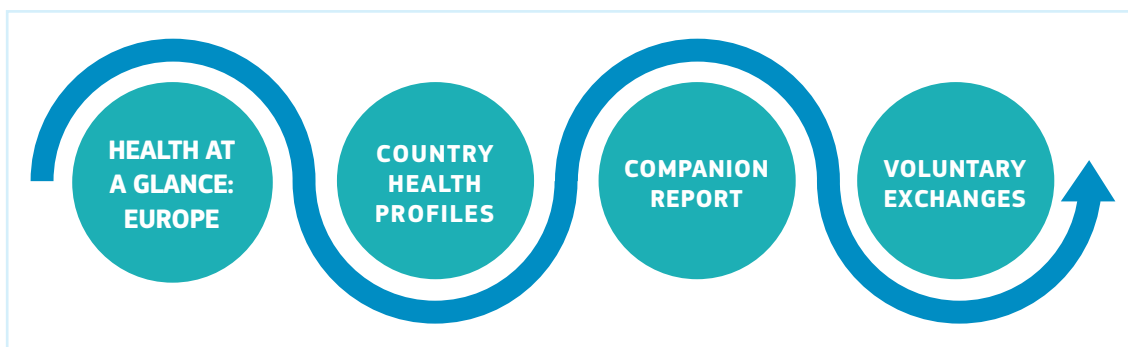 HEALTH AT
A GLANCE:
EUROPE
COUNTRY
HEALTH
PROFILES
COMPANION
REPORT
VOLUNTARY
EXCHANGES